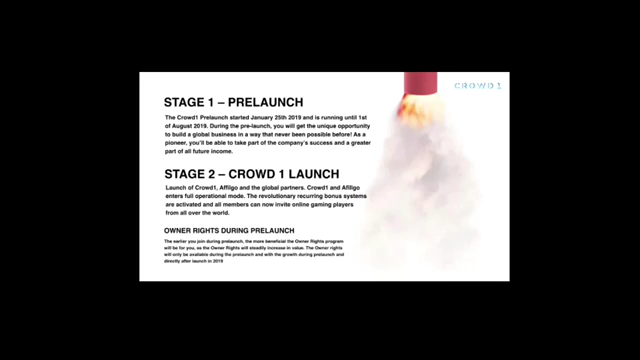 CROWD1
STAGE 1 – PRELAUNCH
The Crowd1 Prelaunch started January 25th 2019 and is running until 1st
of August 2019. During the pre-launch, you will get the unique opportunity
to build a global business in a way that never been possible before! As a
pioneer, you'll be able to take part of the company's success and a greater
part of all future income.
STAGE 2 – CROWD 1 LAUNCH
Launch of Crowd1, Affligo and the global partners. Crowd1 and Afiligo
enters full operational mode. The revolutionary recurring bonus systems
are activated and all members can now invite online gaming players
from all over the world.
OWNER RIGHTS DURING PRELAUNCH
The earlier you join during prelaunch, the more beneficial the Owner Rights program
will be for you, as the Owner Rights will steadily increase in value. The Owner rights
will only be available during the prelaunch and with the growth during prelaunch and
directly after launch in 2019